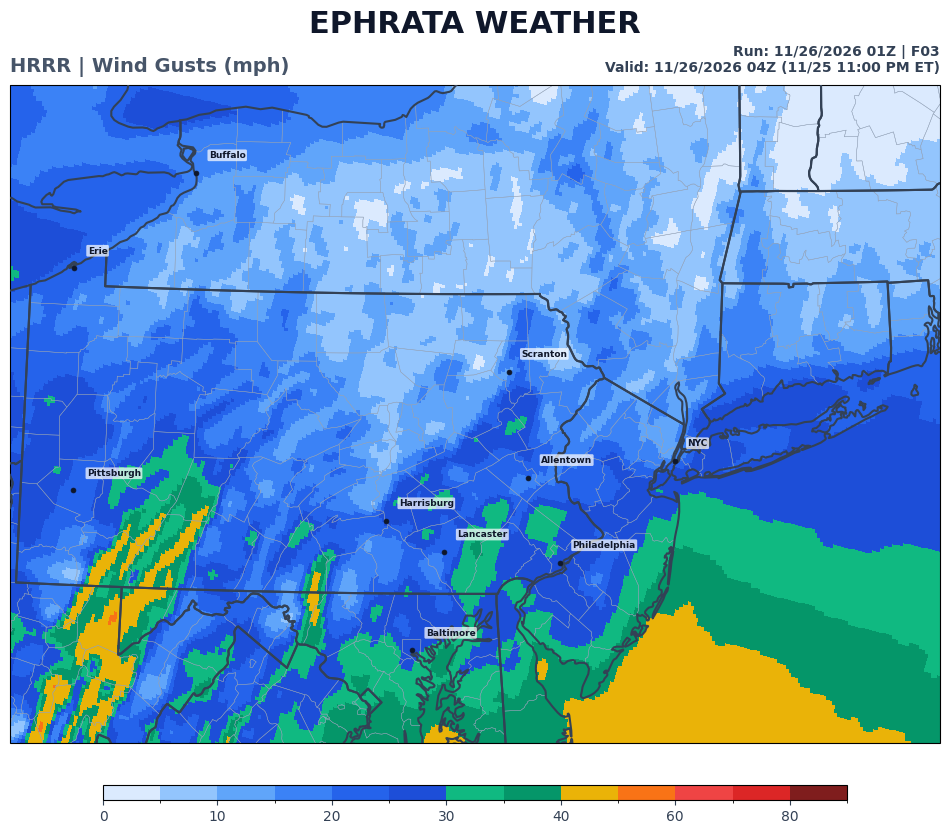 EPHRATA WEATHER
HRRR | Wind Gusts (mph)
Run: 11/26/2026 01Z | F03
Valid: 11/26/2026 04Z (11/25 11:00 PM ET)
Buffalo
Erie
Scranton
NYC
Allentown
Pittsburgh
Harrisburg
Lancaster
Philadelphia
Baltimore
0 10 20 30 40 50 60 70 80